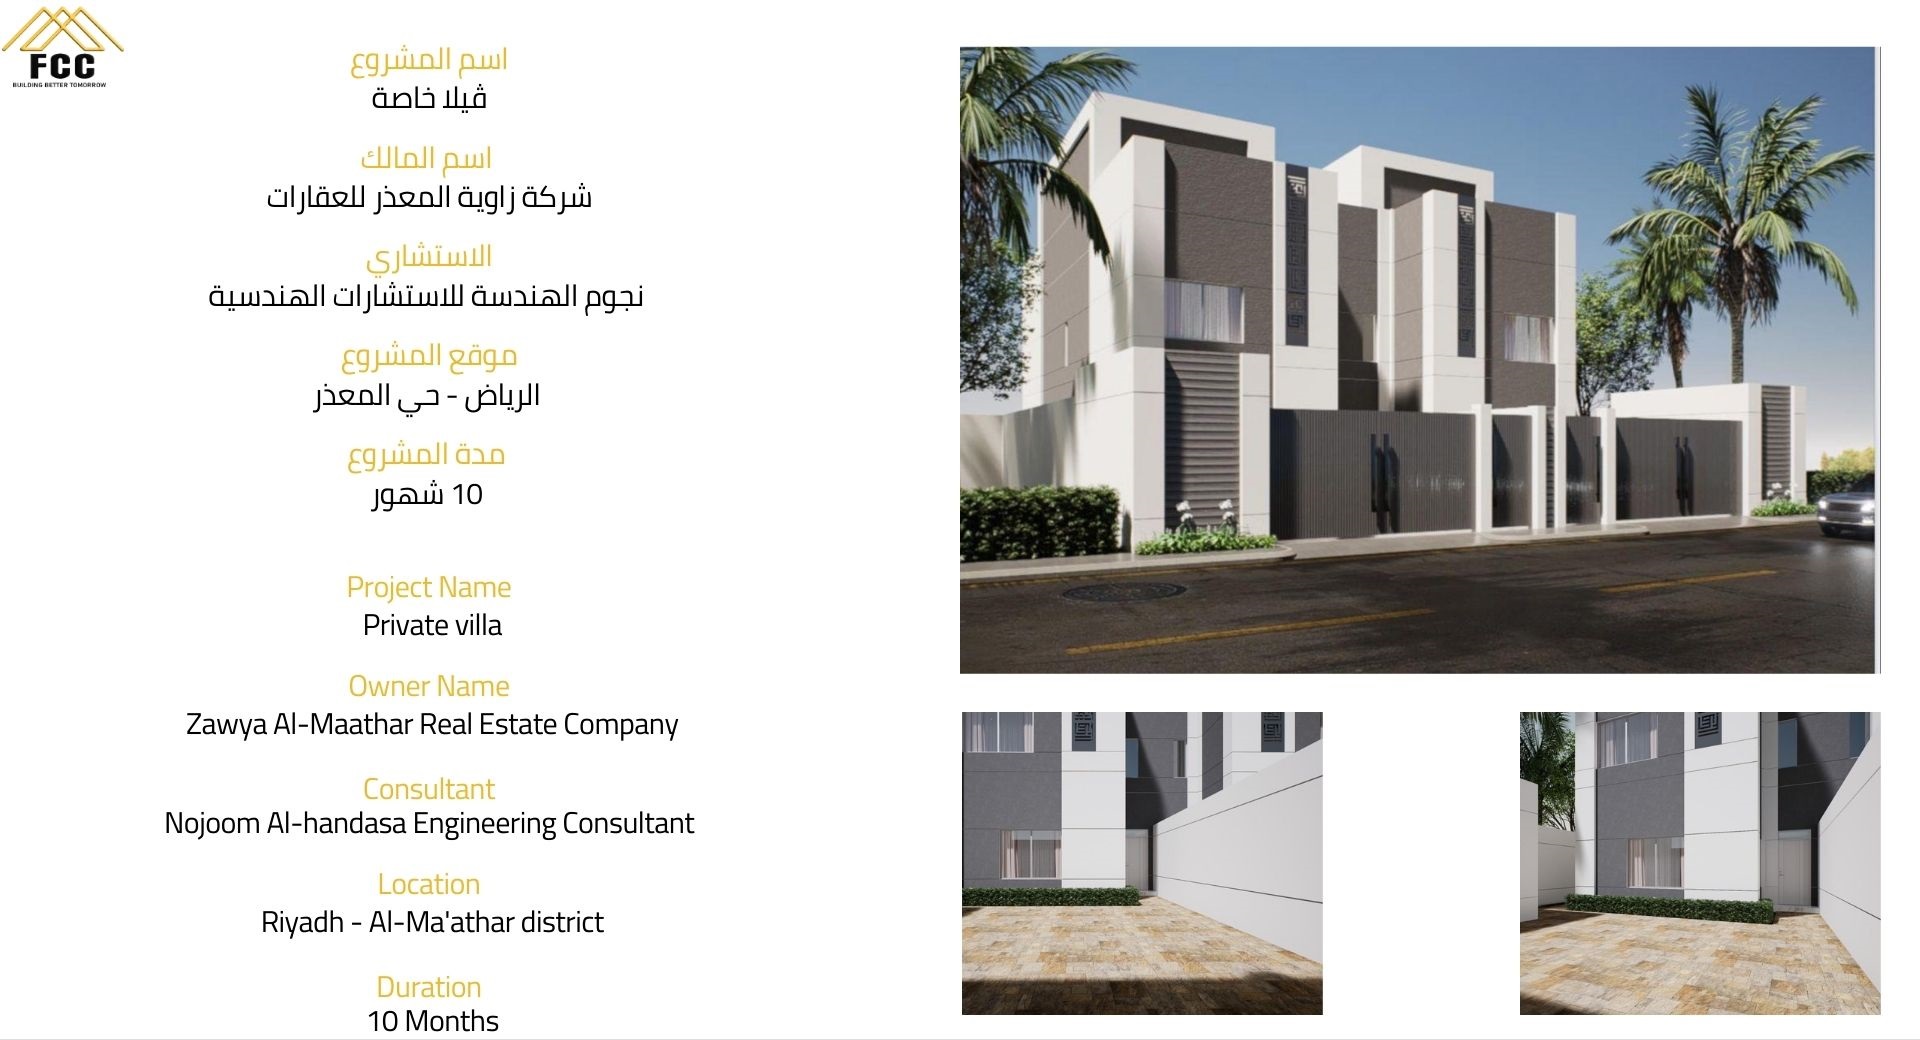 FCC
BUILDING BETTER TOMORROW
اسم المشروع
ڤيلا خاصة
اسم المالك
شركة زاوية المعذر للعقارات
الاستشاري
نجوم الهندسة للاستشارات الهندسية
موقع المشروع
الرياض - حي المعذر
مدة المشروع
10 شهور
Project Name
Private villa
Owner Name
Zawya Al-Maathar Real Estate Company
Consultant
Nojoom Al-handasa Engineering Consultant
Location
Riyadh - Al-Ma'athar district
Duration
10 Months